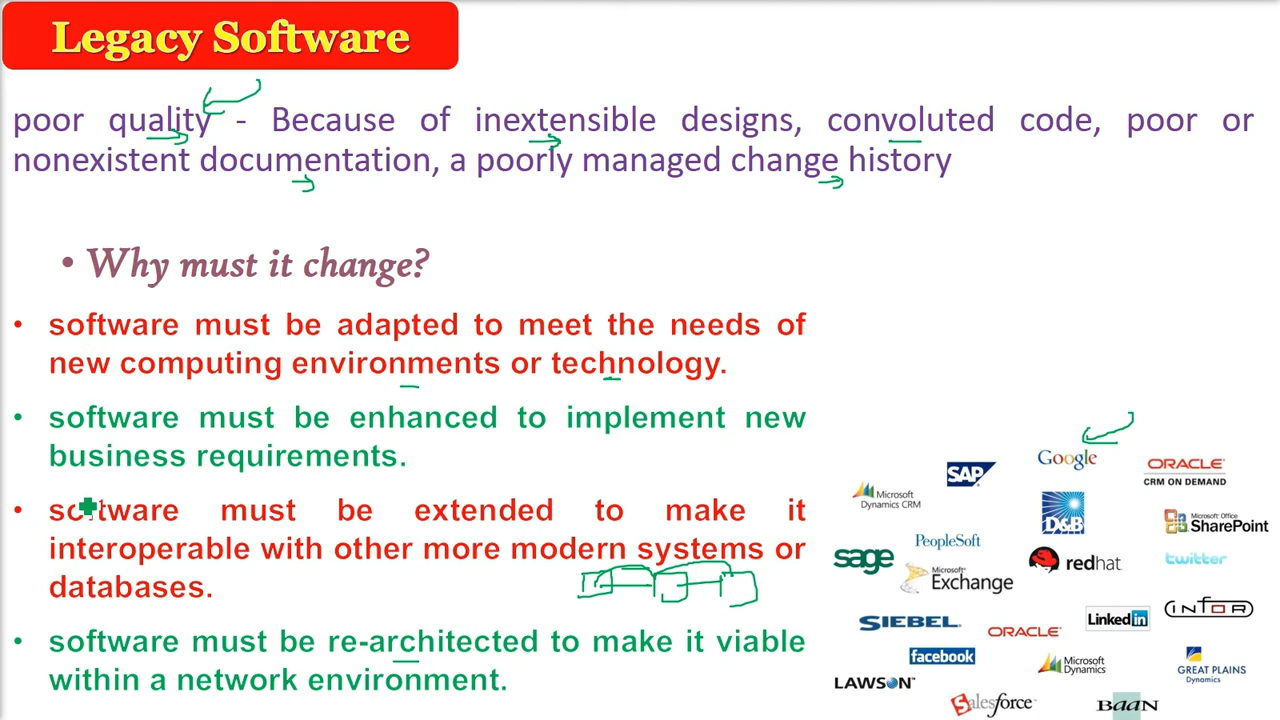 Legacy Software
poor quality - Because of inextensible designs, convoluted code, poor or
nonexistent documentation, a poorly managed change history
• Why must it change?
• software must be adapted to meet the needs of
new computing environments or technology.
• software must be enhanced to implement new
business requirements.
• software must be extended to make it
interoperable with other more modern systems or
databases.
• software must be re-architected to make it viable
within a network environment.
Google
SAP
ORACLE
CRM ON DEMAND
Microsoft
Dynamics CRM
D&B
Microsoft Office
SharePoint
PeopleSoft
sage
Microsoft
Exchange
redhat
twitter
SIEBEL
ORACLE
LinkedIn
INFOR
facebook
Microsoft
Dynamics
GREAT PLAINS
Dynamics
LAWSON
Salesforce
BaaN